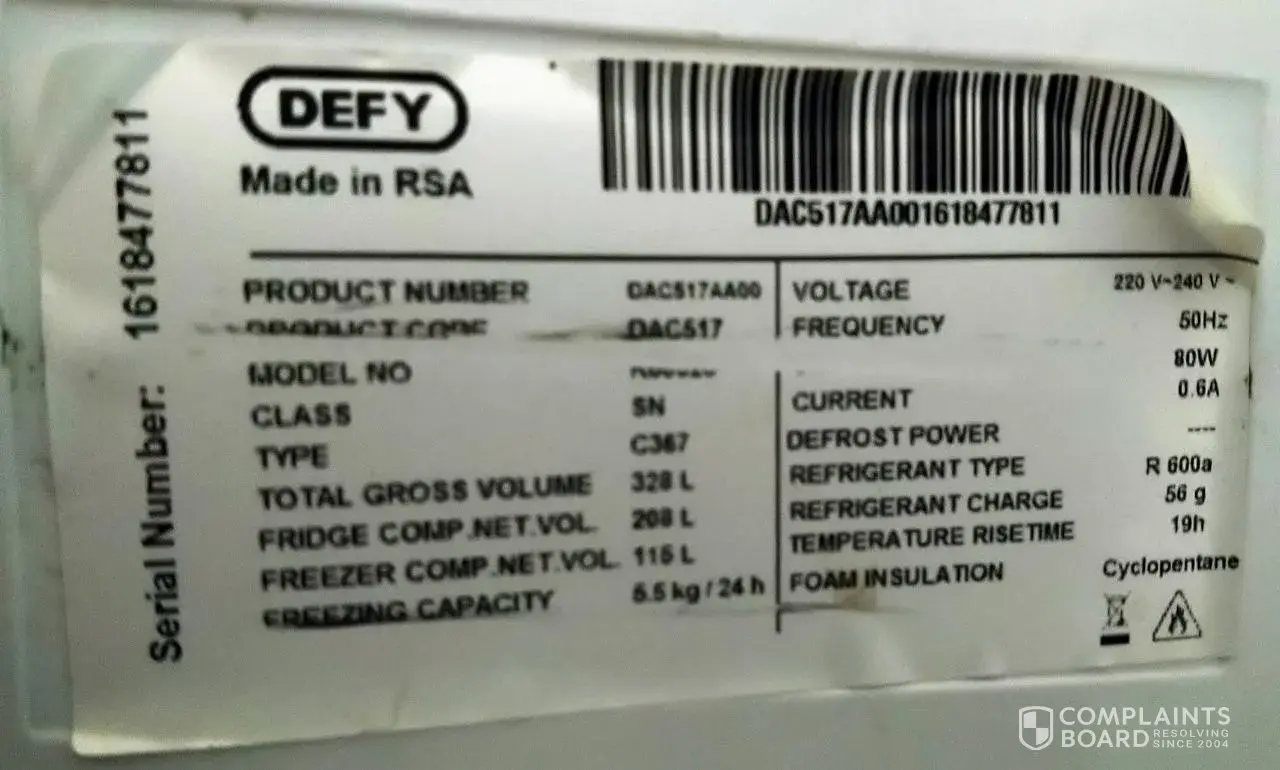 DEFY
Made in RSA
DAC517AA001618477811
Serial Number: 1618477811
PRODUCT NUMBER DAC517AA00
PRODUCT CODE DAC517
MODEL NO
CLASS SN
TYPE C367
TOTAL GROSS VOLUME 328 L
FRIDGE COMP.NET.VOL. 208 L
FREEZER COMP.NET.VOL. 115 L
FREEZING CAPACITY 5.5 kg / 24 h
VOLTAGE 220 V~240 V ~
FREQUENCY 50Hz
80W
CURRENT 0.6A
DEFROST POWER ----
REFRIGERANT TYPE R 600a
REFRIGERANT CHARGE 56 g
TEMPERATURE RISETIME 19h
FOAM INSULATION Cyclopentane
COMPLAINTS
BOARD RESOLVING
SINCE 2004